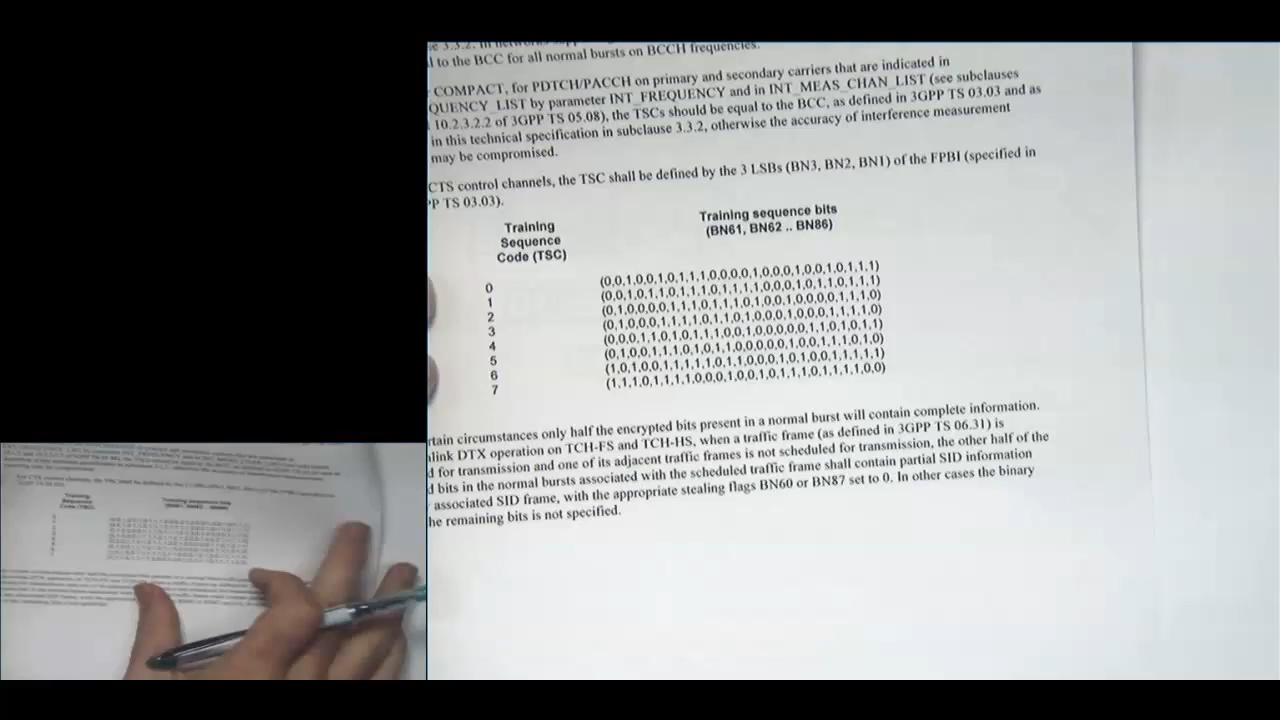 to the BCC for all normal bursts on BCCH frequencies.
COMPACT, for PDTCH/PACCH on primary and secondary carriers that are indicated in
QUENCY_LIST by parameter INT_FREQUENCY and in INT_MEAS_CHAN_LIST (see subclauses
10.2.3.2.2 of 3GPP TS 05.08), the TSCs should be equal to the BCC, as defined in 3GPP TS 03.03 and as
in this technical specification in subclause 3.3.2, otherwise the accuracy of interference measurement
may be compromised.
CTS control channels, the TSC shall be defined by the 3 LSBs (BN3, BN2, BN1) of the FPBI (specified in
PP TS 03.03).
Training Sequence Code (TSC)
Training sequence bits
(BN61, BN62 .. BN86)
0 (0,0,1,0,0,1,0,1,1,1,0,0,0,0,1,0,0,0,1,0,0,1,0,1,1,1)
1 (0,0,1,0,1,1,0,1,1,1,0,1,1,1,1,0,0,0,1,0,1,1,0,1,1,1)
2 (0,1,0,0,0,0,1,1,1,0,1,1,1,0,1,0,0,1,0,0,0,0,1,1,1,0)
3 (0,1,0,0,0,1,1,1,1,0,1,1,0,1,0,0,0,1,0,0,0,1,1,1,1,0)
4 (0,0,0,1,1,0,1,0,1,1,1,0,0,1,0,0,0,0,0,1,1,0,1,0,1,1)
5 (0,1,0,0,1,1,1,0,1,0,1,1,0,0,0,0,0,1,0,0,1,1,1,0,1,0)
6 (1,0,1,0,0,1,1,1,1,1,0,1,1,0,0,0,1,0,1,0,0,1,1,1,1,1)
7 (1,1,1,0,1,1,1,1,0,0,0,1,0,0,1,0,1,1,1,0,1,1,1,1,0,0)
rtain circumstances only half the encrypted bits present in a normal burst will contain complete information.
nlink DTX operation on TCH-FS and TCH-HS, when a traffic frame (as defined in 3GPP TS 06.31) is
d for transmission and one of its adjacent traffic frames is not scheduled for transmission, the other half of the
d bits in the normal bursts associated with the scheduled traffic frame shall contain partial SID information
associated SID frame, with the appropriate stealing flags BN60 or BN87 set to 0. In other cases the binary
he remaining bits is not specified.